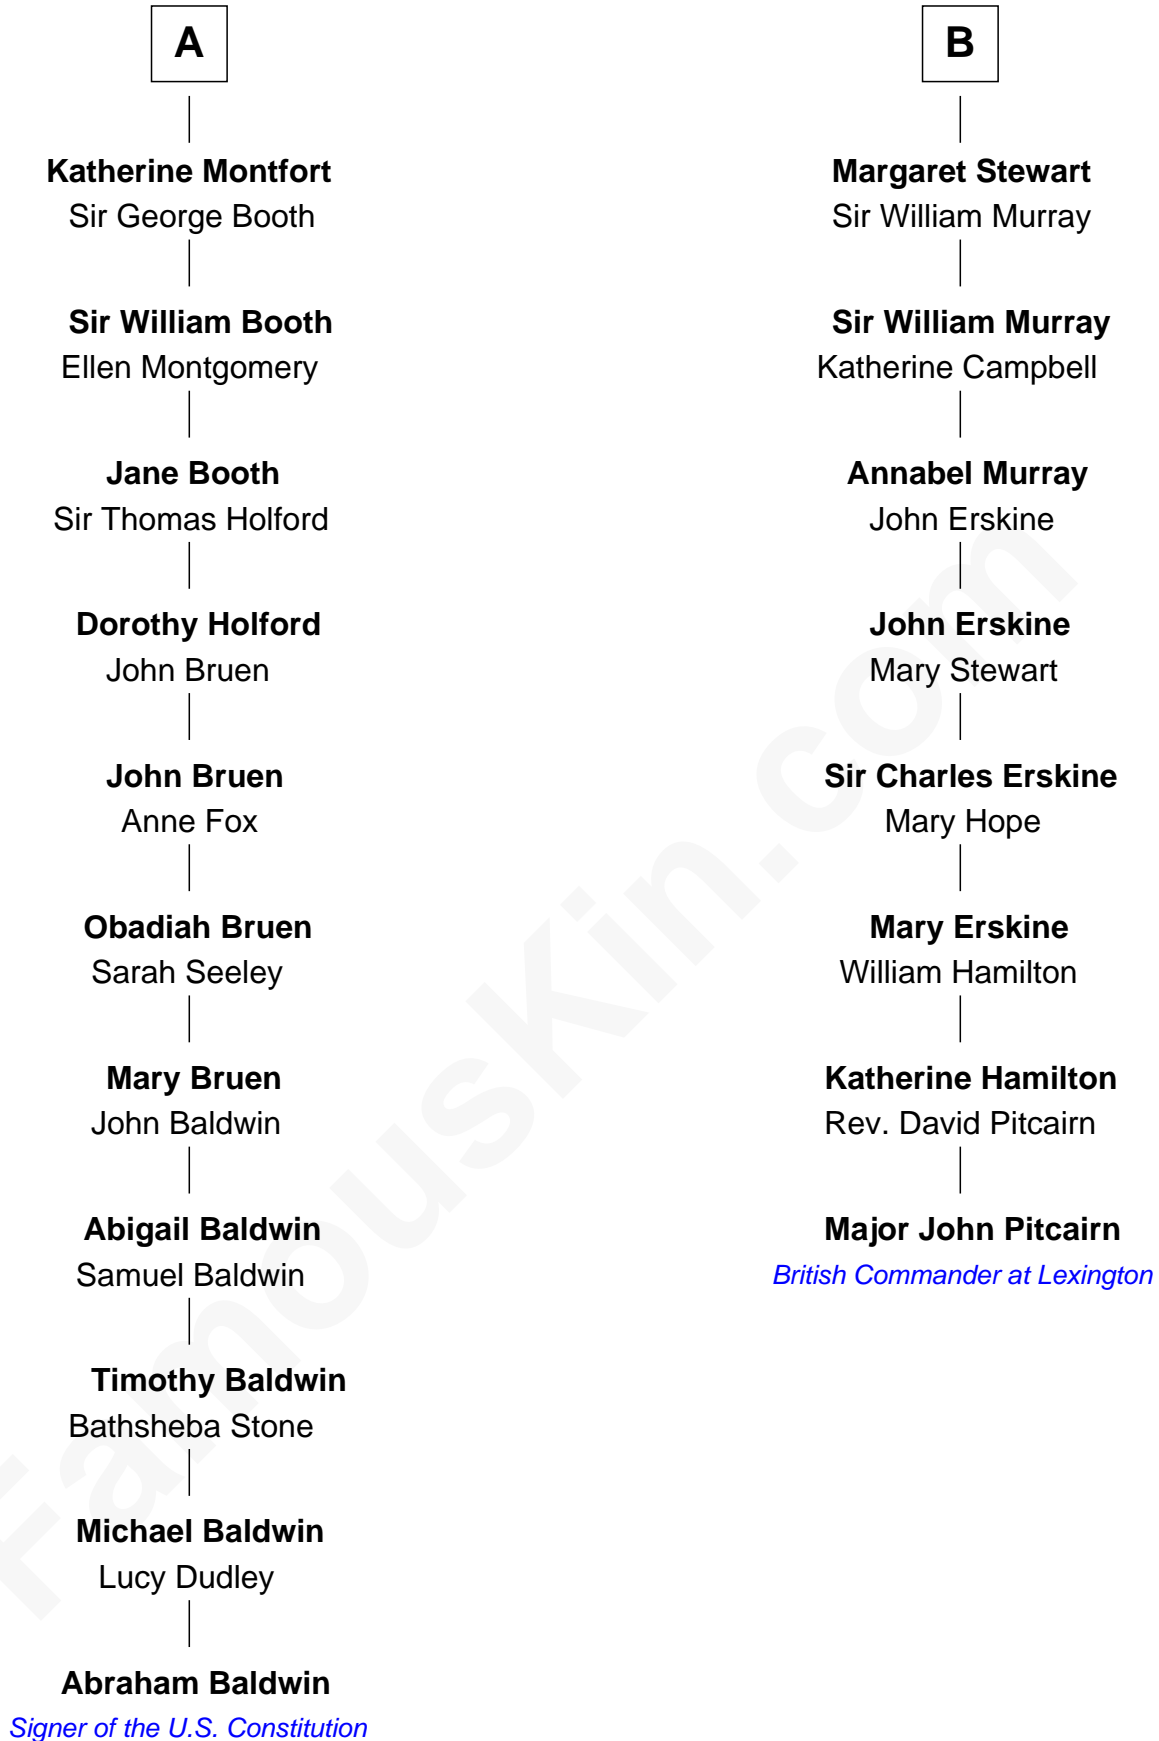 A
Katherine Montfort
Sir George Booth
Sir William Booth
Ellen Montgomery
Jane Booth
Sir Thomas Holford
Dorothy Holford
John Bruen
John Bruen
Anne Fox
Obadiah Bruen
Sarah Seeley
Mary Bruen
John Baldwin
Abigail Baldwin
Samuel Baldwin
Timothy Baldwin
Bathsheba Stone
Michael Baldwin
Lucy Dudley
Abraham Baldwin
Signer of the U.S. Constitution
B
Margaret Stewart
Sir William Murray
Sir William Murray
Katherine Campbell
Annabel Murray
John Erskine
John Erskine
Mary Stewart
Sir Charles Erskine
Mary Hope
Mary Erskine
William Hamilton
Katherine Hamilton
Rev. David Pitcairn
Major John Pitcairn
British Commander at Lexington
FamousKin.com